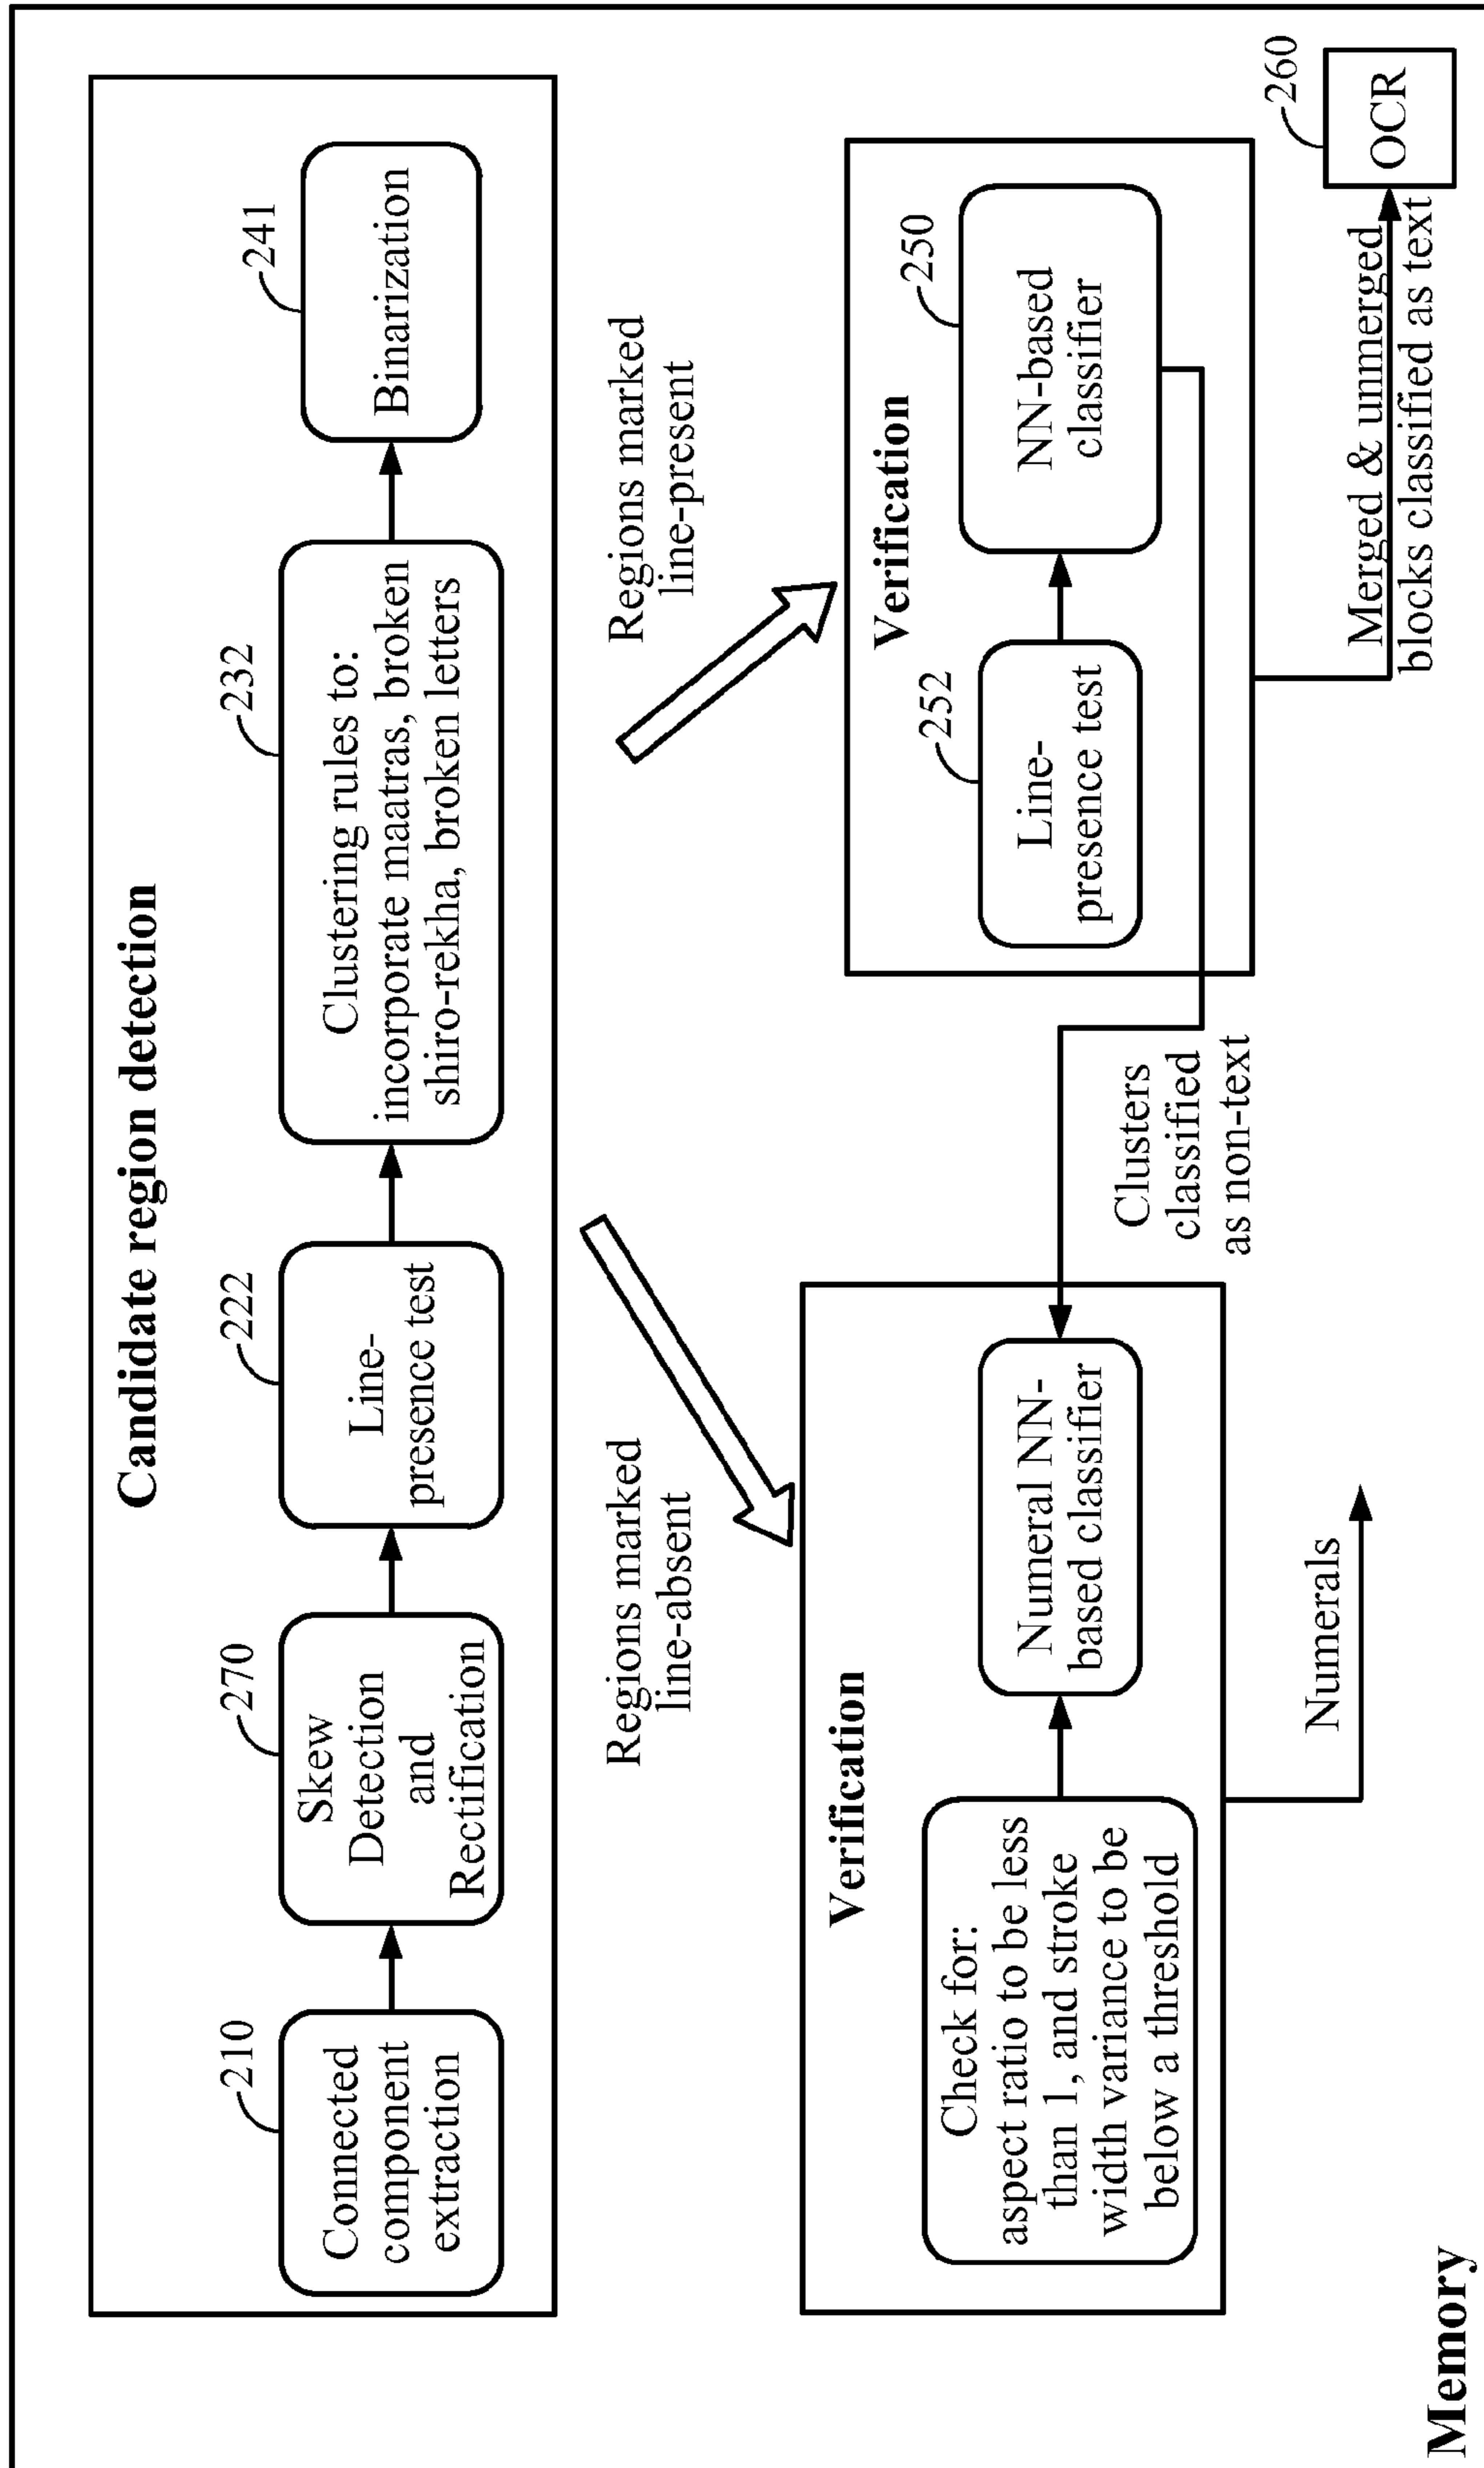 Candidate region detection
210
Connected
component
extraction
270
Skew
Detection
and
Rectification
222
Line-
presence test
232
Clustering rules to:
incorporate maatras, broken
shiro-rekha, broken letters
241
Binarization
Regions marked
line-absent
Regions marked
line-present
Verification
Check for:
aspect ratio to be less
than 1, and stroke
width variance to be
below a threshold
Numeral NN-
based classifier
Numerals
Clusters
classified
as non-text
Verification
252
Line-
presence test
250
NN-based
classifier
Merged & unmerged
blocks classified as text
260
OCR
Memory